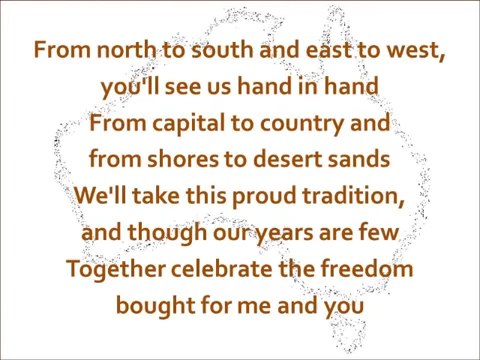 From north to south and east to west,
you'll see us hand in hand
From capital to country and
from shores to desert sands
We'll take this proud tradition,
and though our years are few
Together celebrate the freedom
bought for me and you